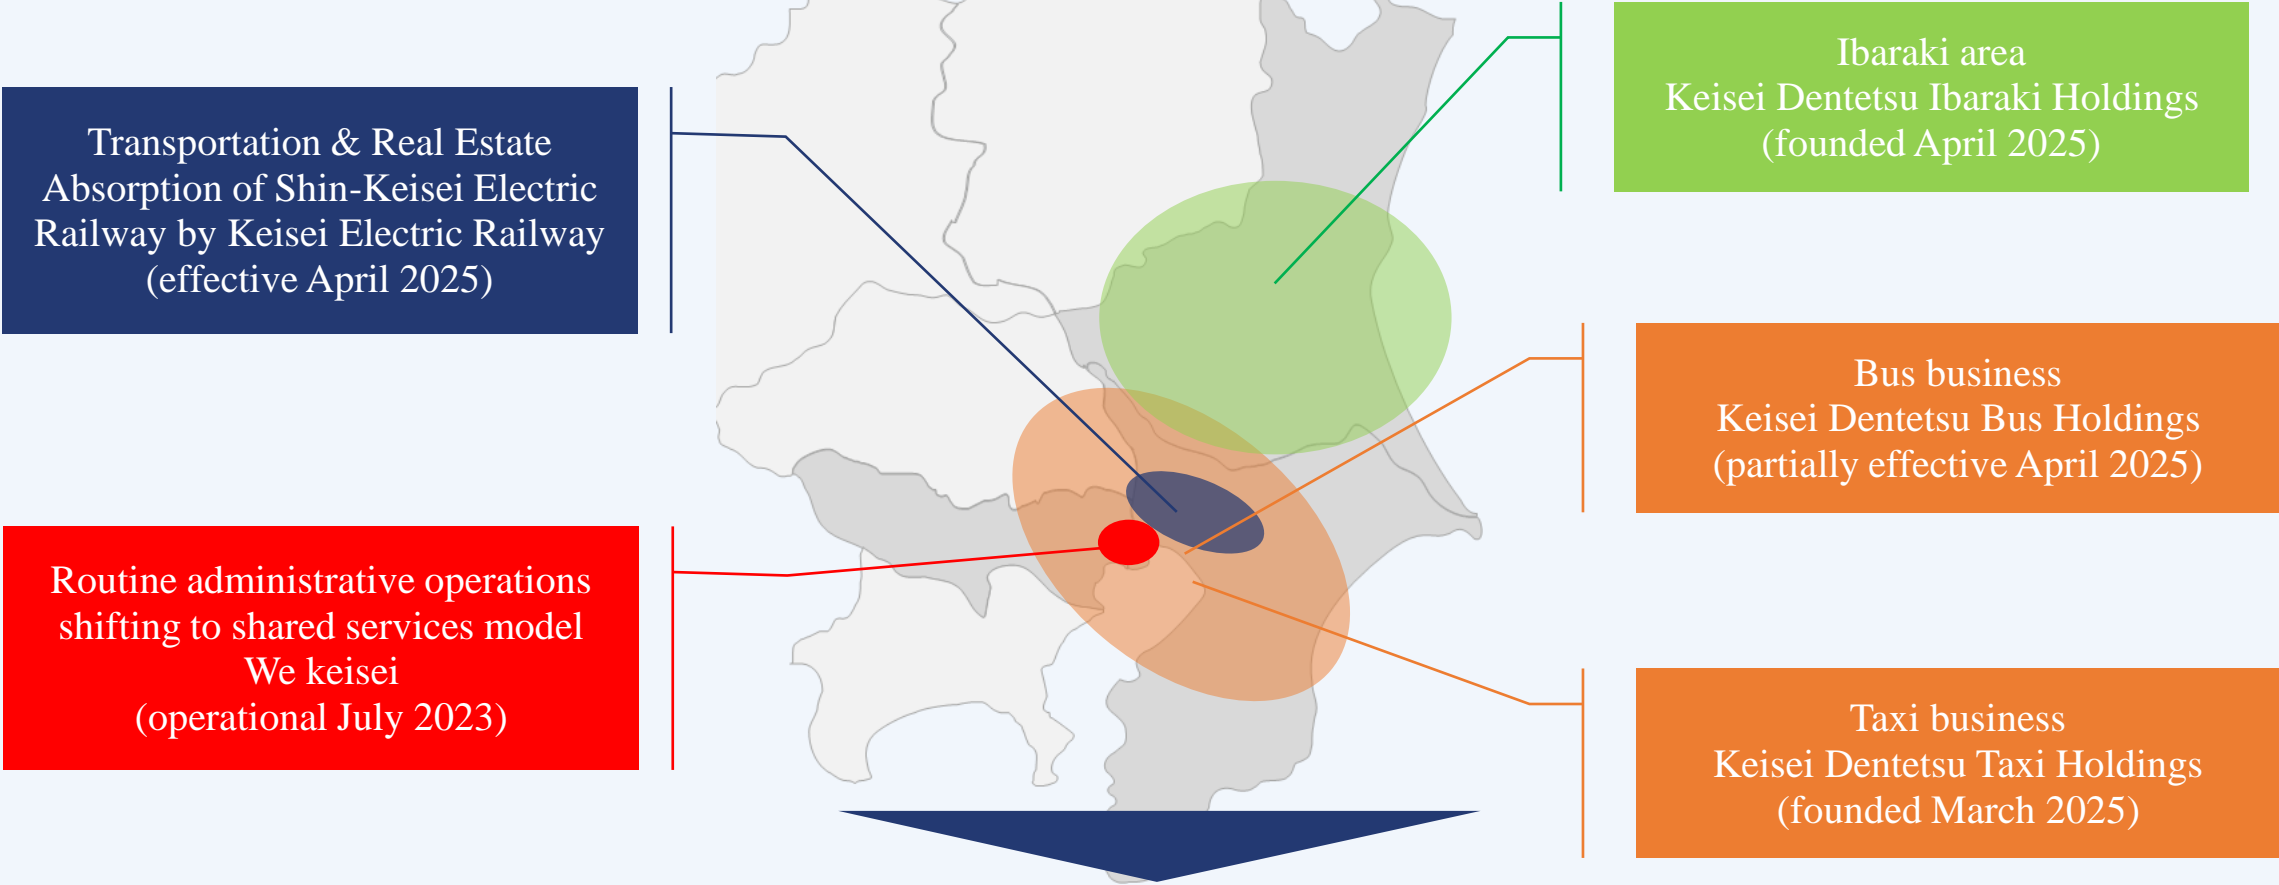 Transportation & Real Estate
Absorption of Shin-Keisei Electric
Railway by Keisei Electric Railway
(effective April 2025)
Routine administrative operations
shifting to shared services model
We keisei
(operational July 2023)
Ibaraki area
Keisei Dentetsu Ibaraki Holdings
(founded April 2025)
Bus business
Keisei Dentetsu Bus Holdings
(partially effective April 2025)
Taxi business
Keisei Dentetsu Taxi Holdings
(founded March 2025)